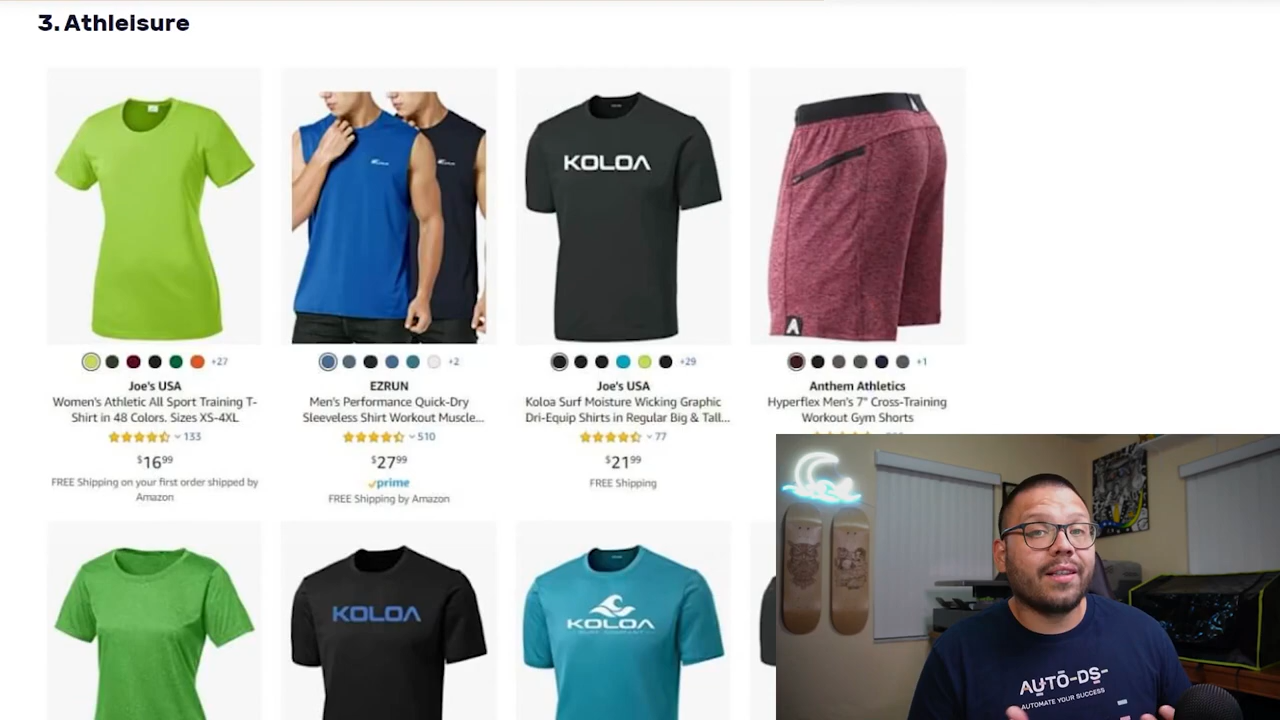 3. Athleisure
KOLOA
A
+27
+2
+29
+1
Joe's USA
Women's Athletic All Sport Training T-
Shirt in 48 Colors. Sizes XS-4XL
133
$16.99
FREE Shipping on your first order shipped by
Amazon
EZRUN
Men's Performance Quick-Dry
Sleeveless Shirt Workout Muscle...
510
$27.99
prime
FREE Shipping by Amazon
Joe's USA
Koloa Surf Moisture Wicking Graphic
Dri-Equip Shirts in Regular Big & Tall...
77
$21.99
FREE Shipping
Anthem Athletics
Hyperflex Men's 7" Cross-Training
Workout Gym Shorts
KOLOA
KOLOA
SURF COMPANY
AUTO-DS-
AUTOMATE YOUR SUCCESS